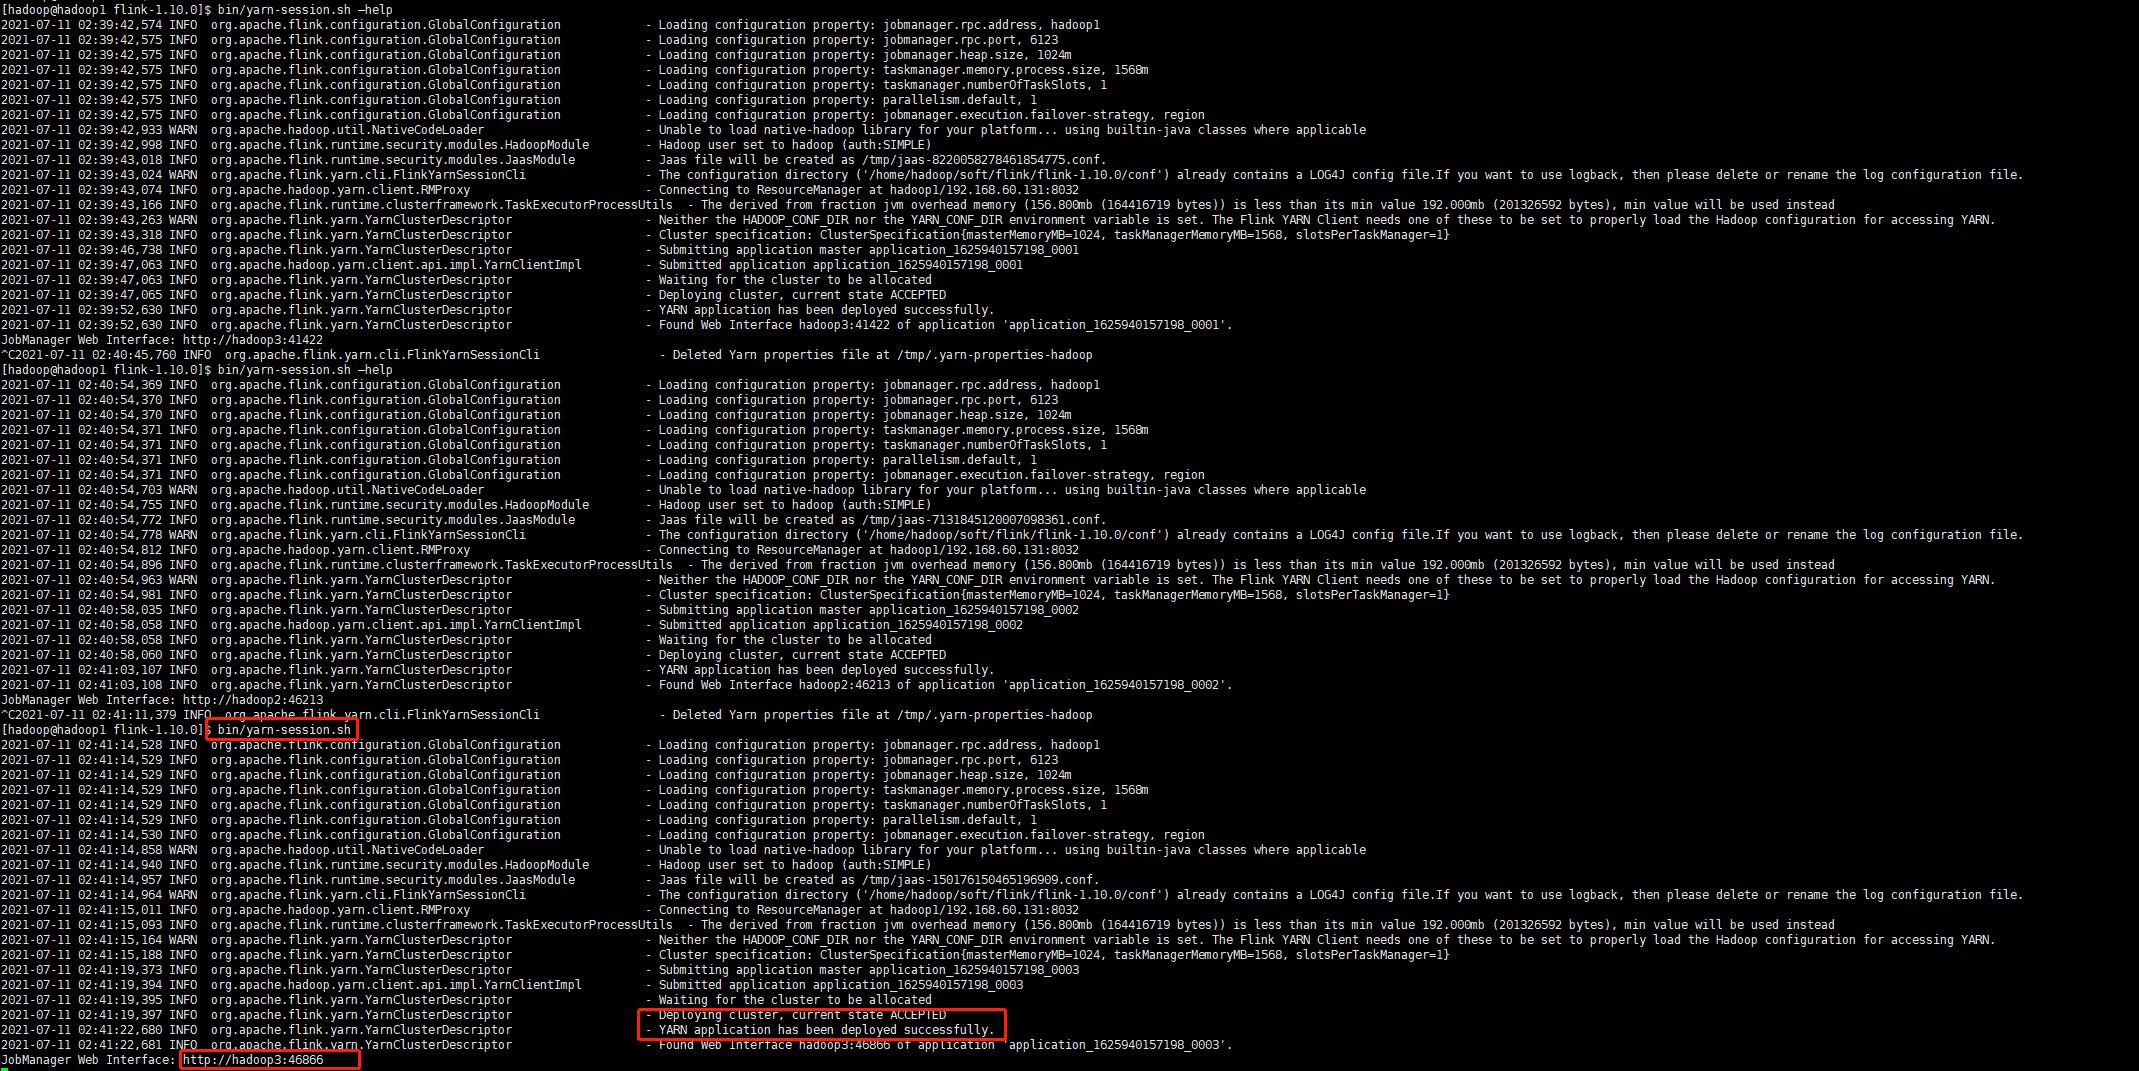 [hadoop@hadoop1 flink-1.10.0]$ bin/yarn-session.sh –help
2021-07-11 02:39:42,574 INFO  org.apache.flink.configuration.GlobalConfiguration            - Loading configuration property: jobmanager.rpc.address, hadoop1
2021-07-11 02:39:42,575 INFO  org.apache.flink.configuration.GlobalConfiguration            - Loading configuration property: jobmanager.rpc.port, 6123
2021-07-11 02:39:42,575 INFO  org.apache.flink.configuration.GlobalConfiguration            - Loading configuration property: jobmanager.heap.size, 1024m
2021-07-11 02:39:42,575 INFO  org.apache.flink.configuration.GlobalConfiguration            - Loading configuration property: taskmanager.memory.process.size, 1568m
2021-07-11 02:39:42,575 INFO  org.apache.flink.configuration.GlobalConfiguration            - Loading configuration property: taskmanager.numberOfTaskSlots, 1
2021-07-11 02:39:42,575 INFO  org.apache.flink.configuration.GlobalConfiguration            - Loading configuration property: parallelism.default, 1
2021-07-11 02:39:42,575 INFO  org.apache.flink.configuration.GlobalConfiguration            - Loading configuration property: jobmanager.execution.failover-strategy, region
2021-07-11 02:39:42,933 WARN  org.apache.hadoop.util.NativeCodeLoader                       - Unable to load native-hadoop library for your platform... using builtin-java classes where applicable
2021-07-11 02:39:42,998 INFO  org.apache.flink.runtime.security.modules.HadoopModule        - Hadoop user set to hadoop (auth:SIMPLE)
2021-07-11 02:39:43,018 INFO  org.apache.flink.runtime.security.modules.JaasModule          - Jaas file will be created as /tmp/jaas-8220058278461854775.conf.
2021-07-11 02:39:43,024 WARN  org.apache.flink.yarn.cli.FlinkYarnSessionCli                 - The configuration directory ('/home/hadoop/soft/flink/flink-1.10.0/conf') already contains a LOG4J config file.If you want to use logback, then please delete or rename the log configuration file.
2021-07-11 02:39:43,074 INFO  org.apache.hadoop.yarn.client.RMProxy                         - Connecting to ResourceManager at hadoop1/192.168.60.131:8032
2021-07-11 02:39:43,166 INFO  org.apache.flink.runtime.clusterframework.TaskExecutorProcessUtils  - The derived from fraction jvm overhead memory (156.800mb (164416719 bytes)) is less than its min value 192.000mb (201326592 bytes), min value will be used instead
2021-07-11 02:39:43,263 WARN  org.apache.flink.yarn.YarnClusterDescriptor                   - Neither the HADOOP_CONF_DIR nor the YARN_CONF_DIR environment variable is set. The Flink YARN Client needs one of these to be set to properly load the Hadoop configuration for accessing YARN.
2021-07-11 02:39:43,318 INFO  org.apache.flink.yarn.YarnClusterDescriptor                   - Cluster specification: ClusterSpecification{masterMemoryMB=1024, taskManagerMemoryMB=1568, slotsPerTaskManager=1}
2021-07-11 02:39:46,738 INFO  org.apache.flink.yarn.YarnClusterDescriptor                   - Submitting application master application_1625940157198_0001
2021-07-11 02:39:47,063 INFO  org.apache.hadoop.yarn.client.api.impl.YarnClientImpl         - Submitted application application_1625940157198_0001
2021-07-11 02:39:47,063 INFO  org.apache.flink.yarn.YarnClusterDescriptor                   - Waiting for the cluster to be allocated
2021-07-11 02:39:47,065 INFO  org.apache.flink.yarn.YarnClusterDescriptor                   - Deploying cluster, current state ACCEPTED
2021-07-11 02:39:52,630 INFO  org.apache.flink.yarn.YarnClusterDescriptor                   - YARN application has been deployed successfully.
2021-07-11 02:39:52,630 INFO  org.apache.flink.yarn.YarnClusterDescriptor                   - Found Web Interface hadoop3:41422 of application 'application_1625940157198_0001'.
JobManager Web Interface: http://hadoop3:41422
^C2021-07-11 02:40:45,760 INFO  org.apache.flink.yarn.cli.FlinkYarnSessionCli                 - Deleted Yarn properties file at /tmp/.yarn-properties-hadoop
[hadoop@hadoop1 flink-1.10.0]$ bin/yarn-session.sh –help
2021-07-11 02:40:54,369 INFO  org.apache.flink.configuration.GlobalConfiguration            - Loading configuration property: jobmanager.rpc.address, hadoop1
2021-07-11 02:40:54,370 INFO  org.apache.flink.configuration.GlobalConfiguration            - Loading configuration property: jobmanager.rpc.port, 6123
2021-07-11 02:40:54,370 INFO  org.apache.flink.configuration.GlobalConfiguration            - Loading configuration property: jobmanager.heap.size, 1024m
2021-07-11 02:40:54,371 INFO  org.apache.flink.configuration.GlobalConfiguration            - Loading configuration property: taskmanager.memory.process.size, 1568m
2021-07-11 02:40:54,371 INFO  org.apache.flink.configuration.GlobalConfiguration            - Loading configuration property: taskmanager.numberOfTaskSlots, 1
2021-07-11 02:40:54,371 INFO  org.apache.flink.configuration.GlobalConfiguration            - Loading configuration property: parallelism.default, 1
2021-07-11 02:40:54,371 INFO  org.apache.flink.configuration.GlobalConfiguration            - Loading configuration property: jobmanager.execution.failover-strategy, region
2021-07-11 02:40:54,703 WARN  org.apache.hadoop.util.NativeCodeLoader                       - Unable to load native-hadoop library for your platform... using builtin-java classes where applicable
2021-07-11 02:40:54,755 INFO  org.apache.flink.runtime.security.modules.HadoopModule        - Hadoop user set to hadoop (auth:SIMPLE)
2021-07-11 02:40:54,772 INFO  org.apache.flink.runtime.security.modules.JaasModule          - Jaas file will be created as /tmp/jaas-7131845120007098361.conf.
2021-07-11 02:40:54,778 WARN  org.apache.flink.yarn.cli.FlinkYarnSessionCli                 - The configuration directory ('/home/hadoop/soft/flink/flink-1.10.0/conf') already contains a LOG4J config file.If you want to use logback, then please delete or rename the log configuration file.
2021-07-11 02:40:54,812 INFO  org.apache.hadoop.yarn.client.RMProxy                         - Connecting to ResourceManager at hadoop1/192.168.60.131:8032
2021-07-11 02:40:54,896 INFO  org.apache.flink.runtime.clusterframework.TaskExecutorProcessUtils  - The derived from fraction jvm overhead memory (156.800mb (164416719 bytes)) is less than its min value 192.000mb (201326592 bytes), min value will be used instead
2021-07-11 02:40:54,963 WARN  org.apache.flink.yarn.YarnClusterDescriptor                   - Neither the HADOOP_CONF_DIR nor the YARN_CONF_DIR environment variable is set. The Flink YARN Client needs one of these to be set to properly load the Hadoop configuration for accessing YARN.
2021-07-11 02:40:54,981 INFO  org.apache.flink.yarn.YarnClusterDescriptor                   - Cluster specification: ClusterSpecification{masterMemoryMB=1024, taskManagerMemoryMB=1568, slotsPerTaskManager=1}
2021-07-11 02:40:58,035 INFO  org.apache.flink.yarn.YarnClusterDescriptor                   - Submitting application master application_1625940157198_0002
2021-07-11 02:40:58,058 INFO  org.apache.hadoop.yarn.client.api.impl.YarnClientImpl         - Submitted application application_1625940157198_0002
2021-07-11 02:40:58,058 INFO  org.apache.flink.yarn.YarnClusterDescriptor                   - Waiting for the cluster to be allocated
2021-07-11 02:40:58,060 INFO  org.apache.flink.yarn.YarnClusterDescriptor                   - Deploying cluster, current state ACCEPTED
2021-07-11 02:41:03,107 INFO  org.apache.flink.yarn.YarnClusterDescriptor                   - YARN application has been deployed successfully.
2021-07-11 02:41:03,108 INFO  org.apache.flink.yarn.YarnClusterDescriptor                   - Found Web Interface hadoop2:46213 of application 'application_1625940157198_0002'.
JobManager Web Interface: http://hadoop2:46213
^C2021-07-11 02:41:11,379 INFO  org.apache.flink.yarn.cli.FlinkYarnSessionCli                 - Deleted Yarn properties file at /tmp/.yarn-properties-hadoop
[hadoop@hadoop1 flink-1.10.0]$ bin/yarn-session.sh
2021-07-11 02:41:14,528 INFO  org.apache.flink.configuration.GlobalConfiguration            - Loading configuration property: jobmanager.rpc.address, hadoop1
2021-07-11 02:41:14,529 INFO  org.apache.flink.configuration.GlobalConfiguration            - Loading configuration property: jobmanager.rpc.port, 6123
2021-07-11 02:41:14,529 INFO  org.apache.flink.configuration.GlobalConfiguration            - Loading configuration property: jobmanager.heap.size, 1024m
2021-07-11 02:41:14,529 INFO  org.apache.flink.configuration.GlobalConfiguration            - Loading configuration property: taskmanager.memory.process.size, 1568m
2021-07-11 02:41:14,529 INFO  org.apache.flink.configuration.GlobalConfiguration            - Loading configuration property: taskmanager.numberOfTaskSlots, 1
2021-07-11 02:41:14,529 INFO  org.apache.flink.configuration.GlobalConfiguration            - Loading configuration property: parallelism.default, 1
2021-07-11 02:41:14,530 INFO  org.apache.flink.configuration.GlobalConfiguration            - Loading configuration property: jobmanager.execution.failover-strategy, region
2021-07-11 02:41:14,858 WARN  org.apache.hadoop.util.NativeCodeLoader                       - Unable to load native-hadoop library for your platform... using builtin-java classes where applicable
2021-07-11 02:41:14,940 INFO  org.apache.flink.runtime.security.modules.HadoopModule        - Hadoop user set to hadoop (auth:SIMPLE)
2021-07-11 02:41:14,957 INFO  org.apache.flink.runtime.security.modules.JaasModule          - Jaas file will be created as /tmp/jaas-150176150465196909.conf.
2021-07-11 02:41:14,964 WARN  org.apache.flink.yarn.cli.FlinkYarnSessionCli                 - The configuration directory ('/home/hadoop/soft/flink/flink-1.10.0/conf') already contains a LOG4J config file.If you want to use logback, then please delete or rename the log configuration file.
2021-07-11 02:41:15,011 INFO  org.apache.hadoop.yarn.client.RMProxy                         - Connecting to ResourceManager at hadoop1/192.168.60.131:8032
2021-07-11 02:41:15,093 INFO  org.apache.flink.runtime.clusterframework.TaskExecutorProcessUtils  - The derived from fraction jvm overhead memory (156.800mb (164416719 bytes)) is less than its min value 192.000mb (201326592 bytes), min value will be used instead
2021-07-11 02:41:15,164 WARN  org.apache.flink.yarn.YarnClusterDescriptor                   - Neither the HADOOP_CONF_DIR nor the YARN_CONF_DIR environment variable is set. The Flink YARN Client needs one of these to be set to properly load the Hadoop configuration for accessing YARN.
2021-07-11 02:41:15,188 INFO  org.apache.flink.yarn.YarnClusterDescriptor                   - Cluster specification: ClusterSpecification{masterMemoryMB=1024, taskManagerMemoryMB=1568, slotsPerTaskManager=1}
2021-07-11 02:41:19,373 INFO  org.apache.flink.yarn.YarnClusterDescriptor                   - Submitting application master application_1625940157198_0003
2021-07-11 02:41:19,394 INFO  org.apache.hadoop.yarn.client.api.impl.YarnClientImpl         - Submitted application application_1625940157198_0003
2021-07-11 02:41:19,395 INFO  org.apache.flink.yarn.YarnClusterDescriptor                   - Waiting for the cluster to be allocated
2021-07-11 02:41:19,397 INFO  org.apache.flink.yarn.YarnClusterDescriptor                   - Deploying cluster, current state ACCEPTED
2021-07-11 02:41:22,680 INFO  org.apache.flink.yarn.YarnClusterDescriptor                   - YARN application has been deployed successfully.
2021-07-11 02:41:22,681 INFO  org.apache.flink.yarn.YarnClusterDescriptor                   - Found Web Interface hadoop3:46866 of application 'application_1625940157198_0003'.
JobManager Web Interface: http://hadoop3:46866